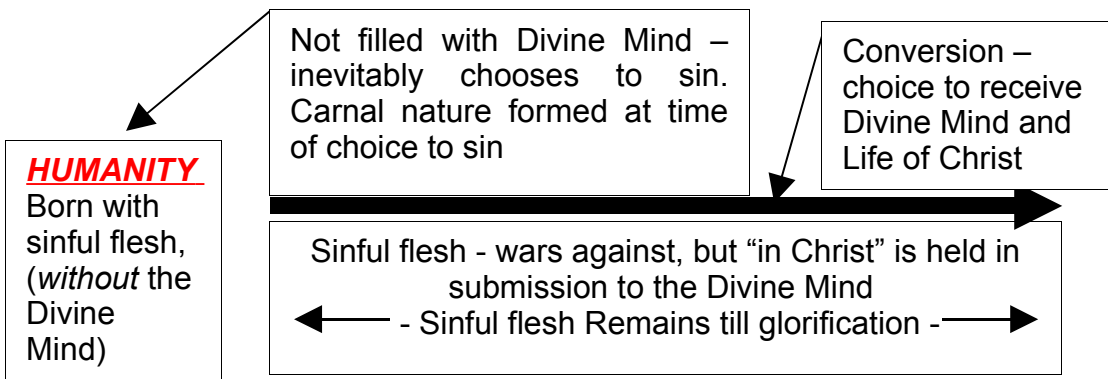 HUMANITY
Born with
sinful flesh,
(without the
Divine
Mind)
Not filled with Divine Mind –
inevitably chooses to sin.
Carnal nature formed at time
of choice to sin
Conversion –
choice to receive
Divine Mind and
Life of Christ
Sinful flesh - wars against, but “in Christ” is held in
submission to the Divine Mind
- Sinful flesh Remains till glorification -